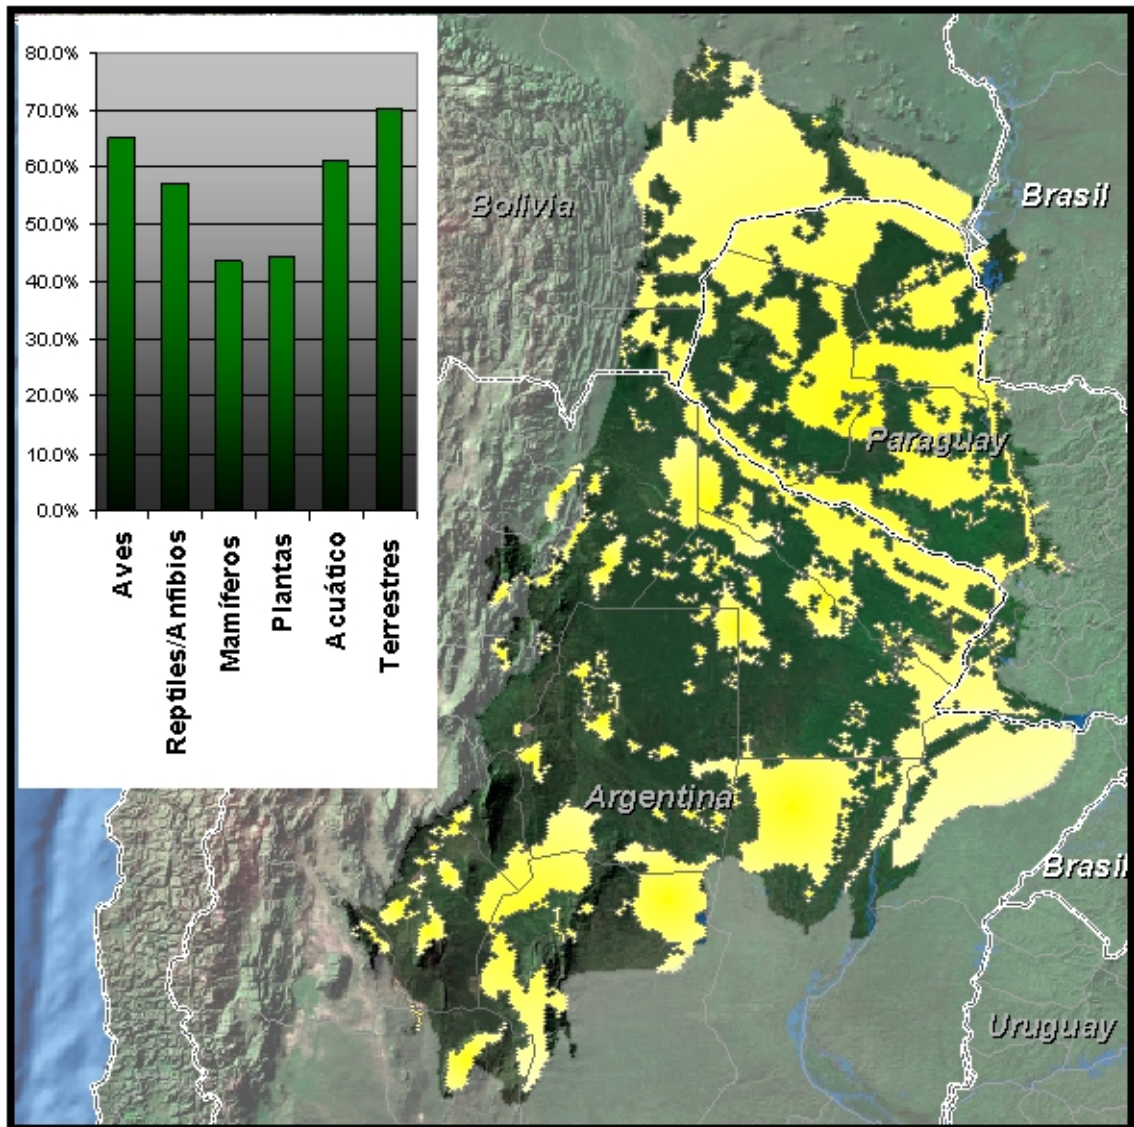 80.0%
70.0%
60.0%
50.0%
40.0%
30.0%
20.0%
10.0%
0.0%
Aves
Reptiles/Anfibios
Mamíferos
Plantas
Acuático
Terrestres
Bolivia
Brasil
Paraguay
Argentina
Brasil
Uruguay